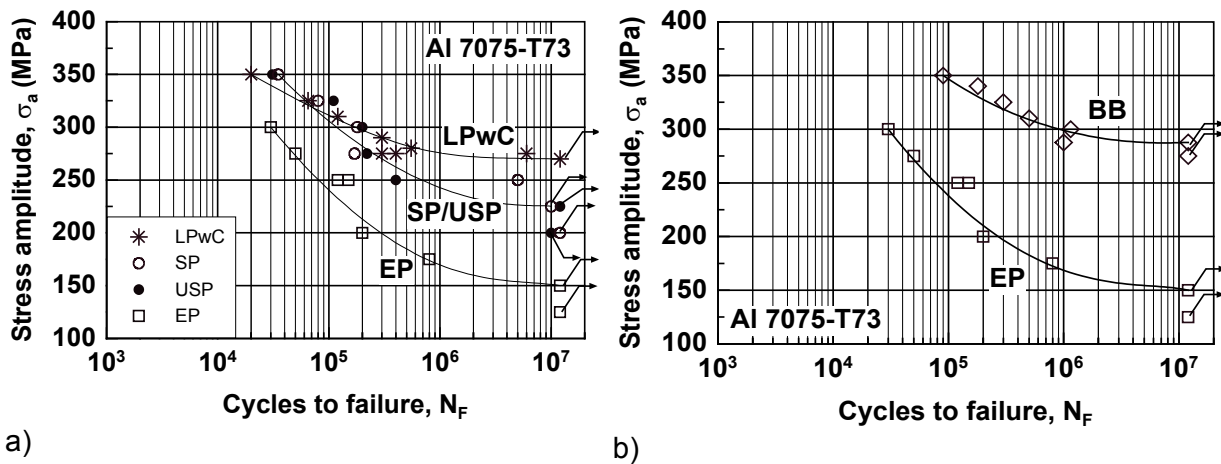 400
350
300
250
200
150
100
Stress amplitude, σₐ (MPa)
Al 7075-T73
LPwC
SP/USP
EP
LPwC
SP
USP
EP
10³ 10⁴ 10⁵ 10⁶ 10⁷
Cycles to failure, N_F
a)
400
350
300
250
200
150
100
Stress amplitude, σₐ (MPa)
BB
EP
Al 7075-T73
10³ 10⁴ 10⁵ 10⁶ 10⁷
Cycles to failure, N_F
b)